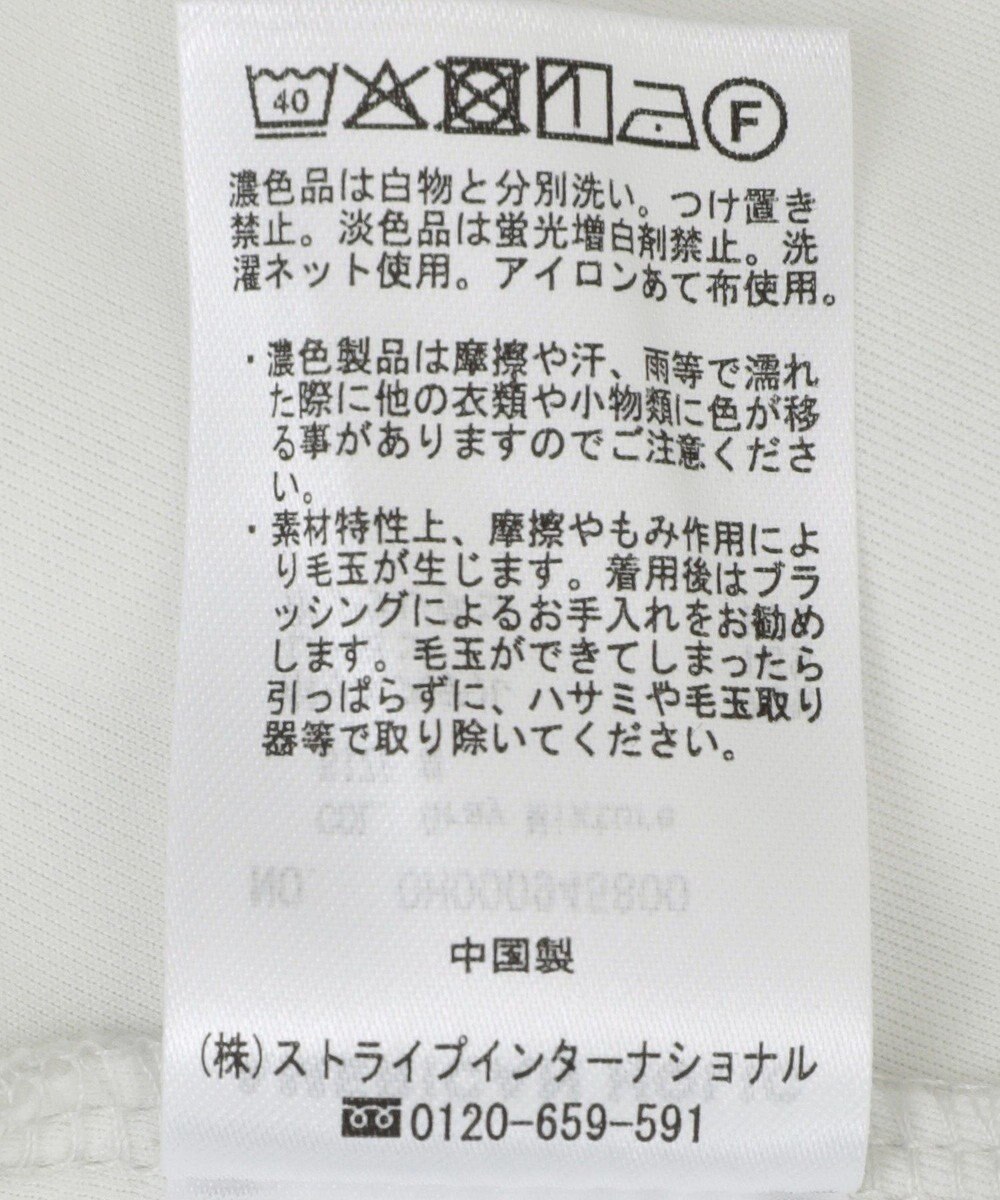 40
F
濃色品は白物と分別洗い。つけ置き
禁止。淡色品は蛍光増白剤禁止。洗
濯ネット使用。アイロンあて布使用。
・濃色製品は摩擦や汗、雨等で濡れ
た際に他の衣類や小物類に色が移
る事がありますのでご注意くださ
い。
・素材特性上、摩擦やもみ作用によ
り毛玉が生じます。着用後はブラ
ッシングによるお手入れをお勧め
します。毛玉ができてしまったら
引っぱらずに、ハサミや毛玉取り
器等で取り除いてください。
中国製
(株)ストライプインターナショナル
0120-659-591